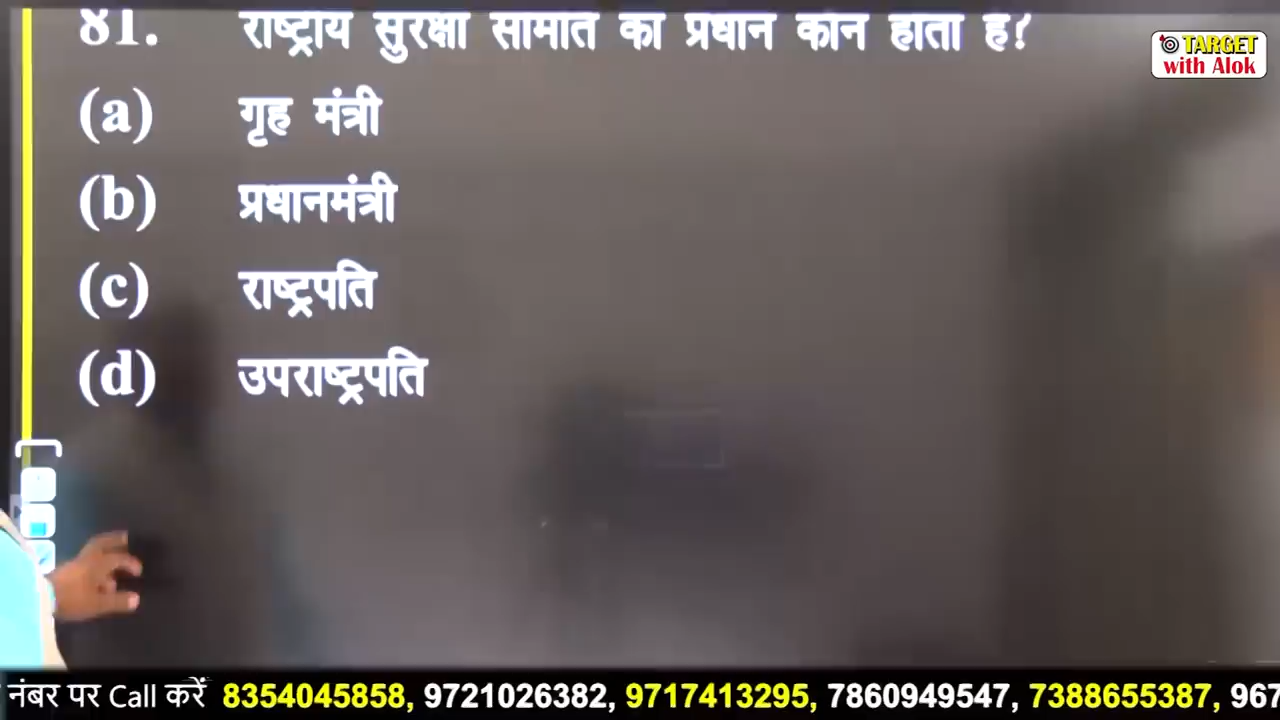 81. राष्ट्रीय सुरक्षा समिति का प्रधान कौन होता है?
TARGET
with Alok
(a) गृह मंत्री
(b) प्रधानमंत्री
(c) राष्ट्रपति
(d) उपराष्ट्रपति
नंबर पर Call करें 8354045858, 9721026382, 9717413295, 7860949547, 7388655387, 967